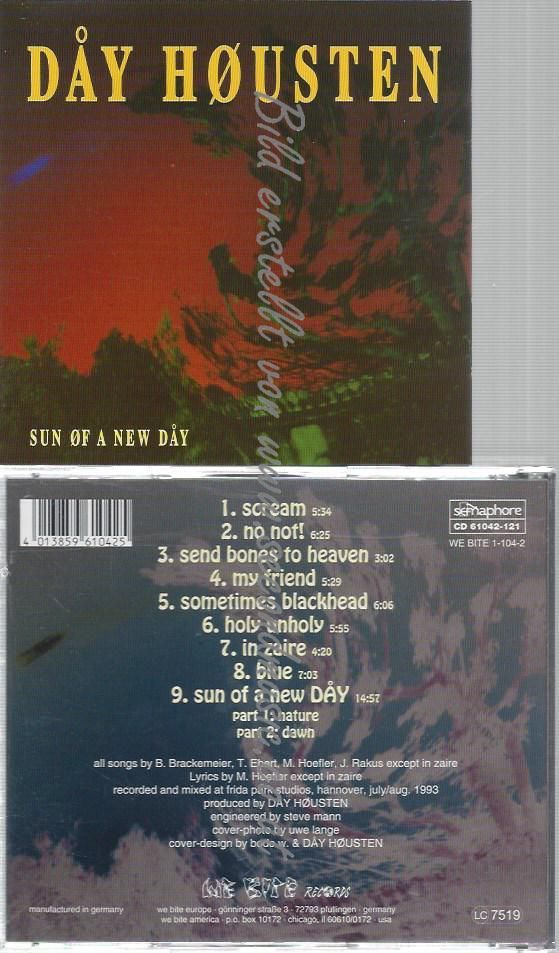 DÅY HØUSTEN
Bild erstellt von
SUN ØF A NEW DÅY
4 013859 610425
semaphore
CD 61042-121
WE BITE 1-104-2
1. scream 5:34
2. no not! 6:25
3. send bones to heaven 3:02
4. my friend 5:29
5. sometimes blackhead 6:06
6. holy unholy 5:55
7. in zaire 4:20
8. blue 7:03
9. sun of a new DÅY 14:57
part 1: nature
part 2: dawn
all songs by B. Brackemeier, T. Ebert, M. Hoefler, J. Rakus except in zaire
Lyrics by M. Hoefler except in zaire
recorded and mixed at frida park studios, hannover, july/aug. 1993
produced by DÅY HØUSTEN
engineered by steve mann
cover-photo by uwe lange
cover-design by bodo w. & DÅY HØUSTEN
WE BITE RECORDS
manufactured in germany
we bite europe · gönninger straße 3 · 72793 pfullingen · germany
we bite america · p.o. box 10172 · chicago, il 60610/0172 · usa
LC 7519